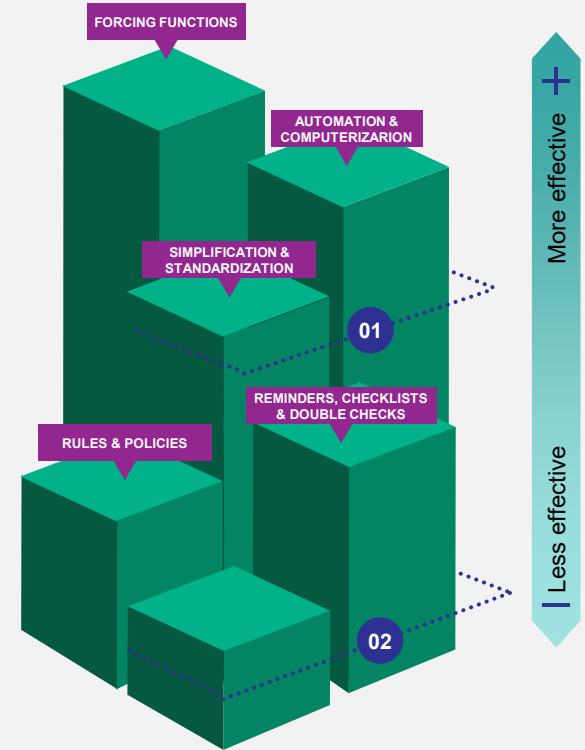 FORCING FUNCTIONS
AUTOMATION &
COMPUTERIZARION
SIMPLIFICATION &
STANDARDIZATION
01
REMINDERS, CHECKLISTS
& DOUBLE CHECKS
RULES & POLICIES
02
+
More effective
Less effective
—